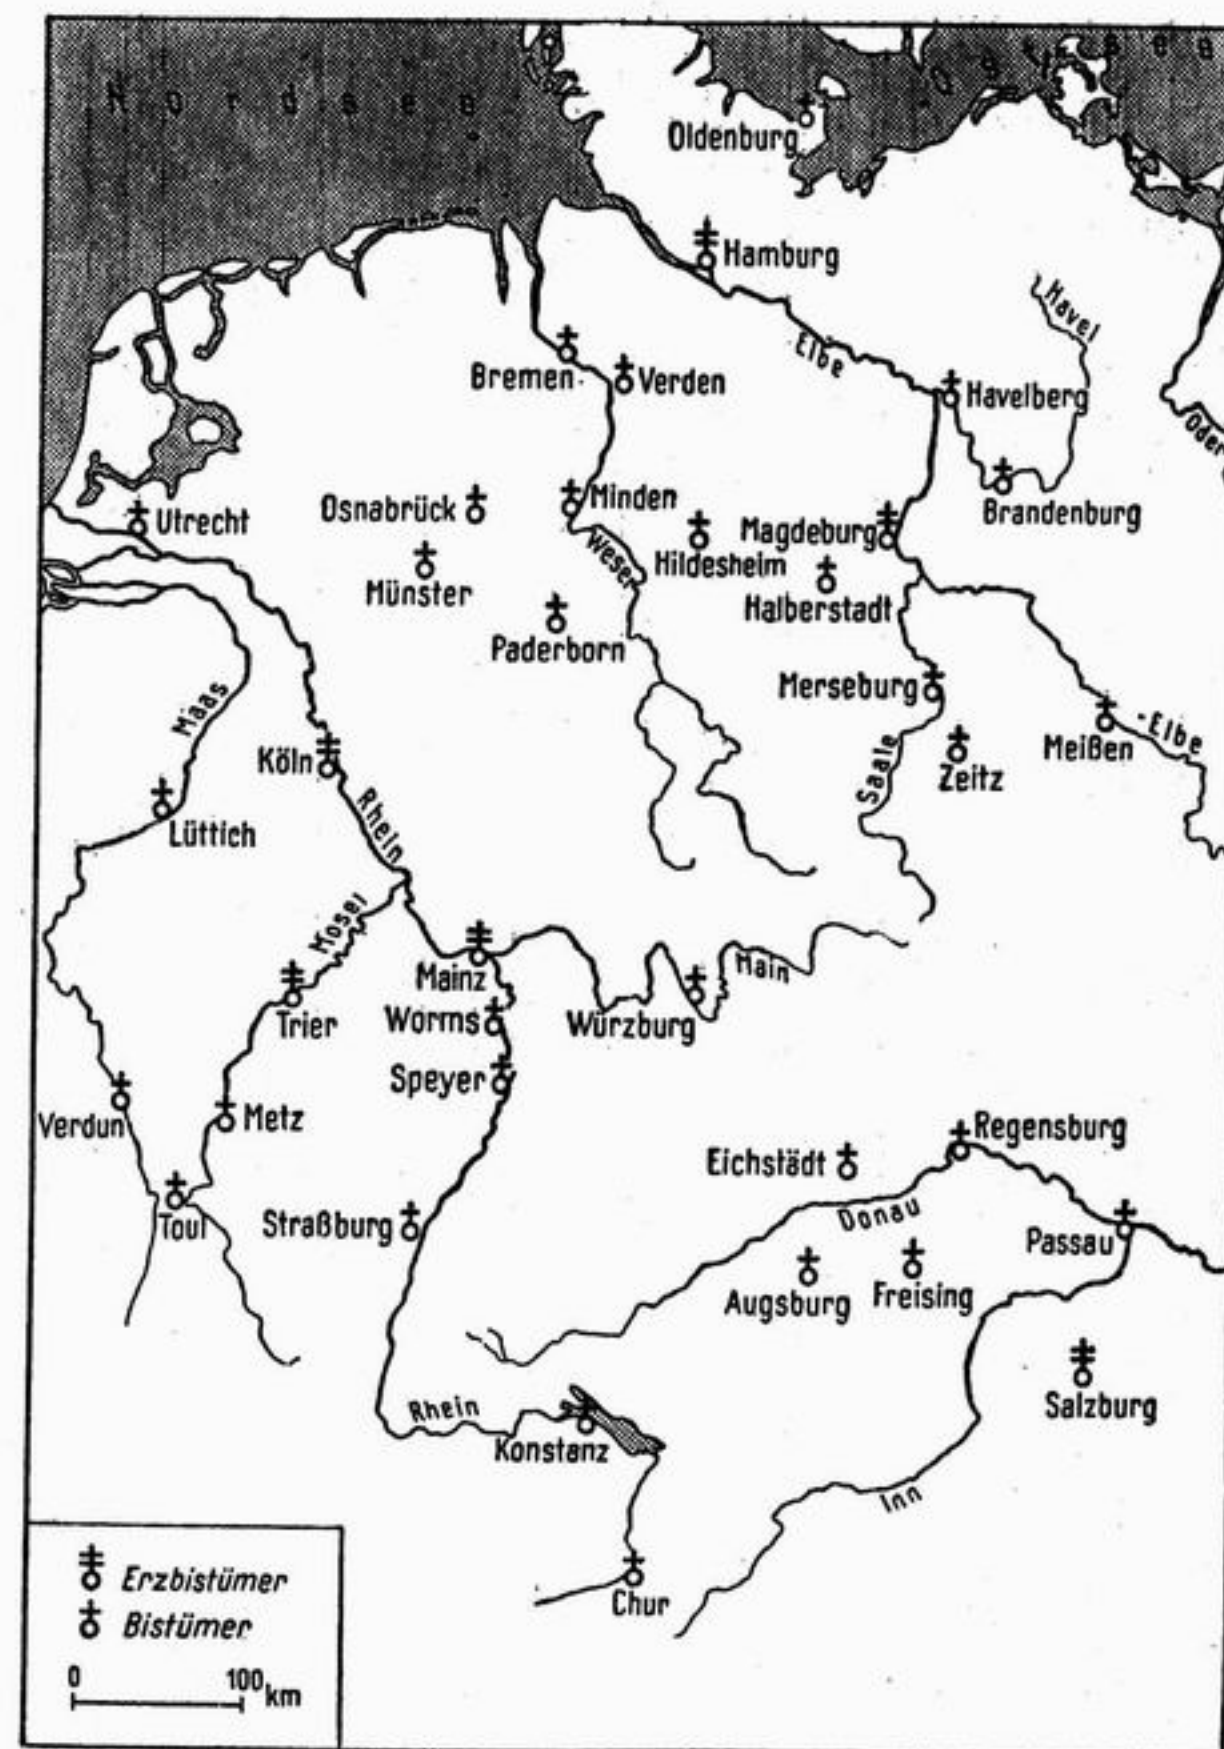 Nordsee
Ostsee
Oldenburg
Hamburg
Havel
Elbe
Bremen
Verden
Havelberg
Oder
Utrecht
Osnabrück
Minden
Magdeburg
Brandenburg
Weser
Hildesheim
Münster
Halberstadt
Paderborn
Merseburg
Maas
Köln
Saale
Zeitz
Meißen
Elbe
Lüttich
Rhein
Mosel
Mainz
Main
Trier
Worms
Würzburg
Speyer
Verdun
Metz
Eichstädt
Regensburg
Toul
Straßburg
Donau
Passau
Augsburg
Freising
Rhein
Konstanz
Salzburg
Inn
Chur
Erzbistümer
Bistümer
0 100 km